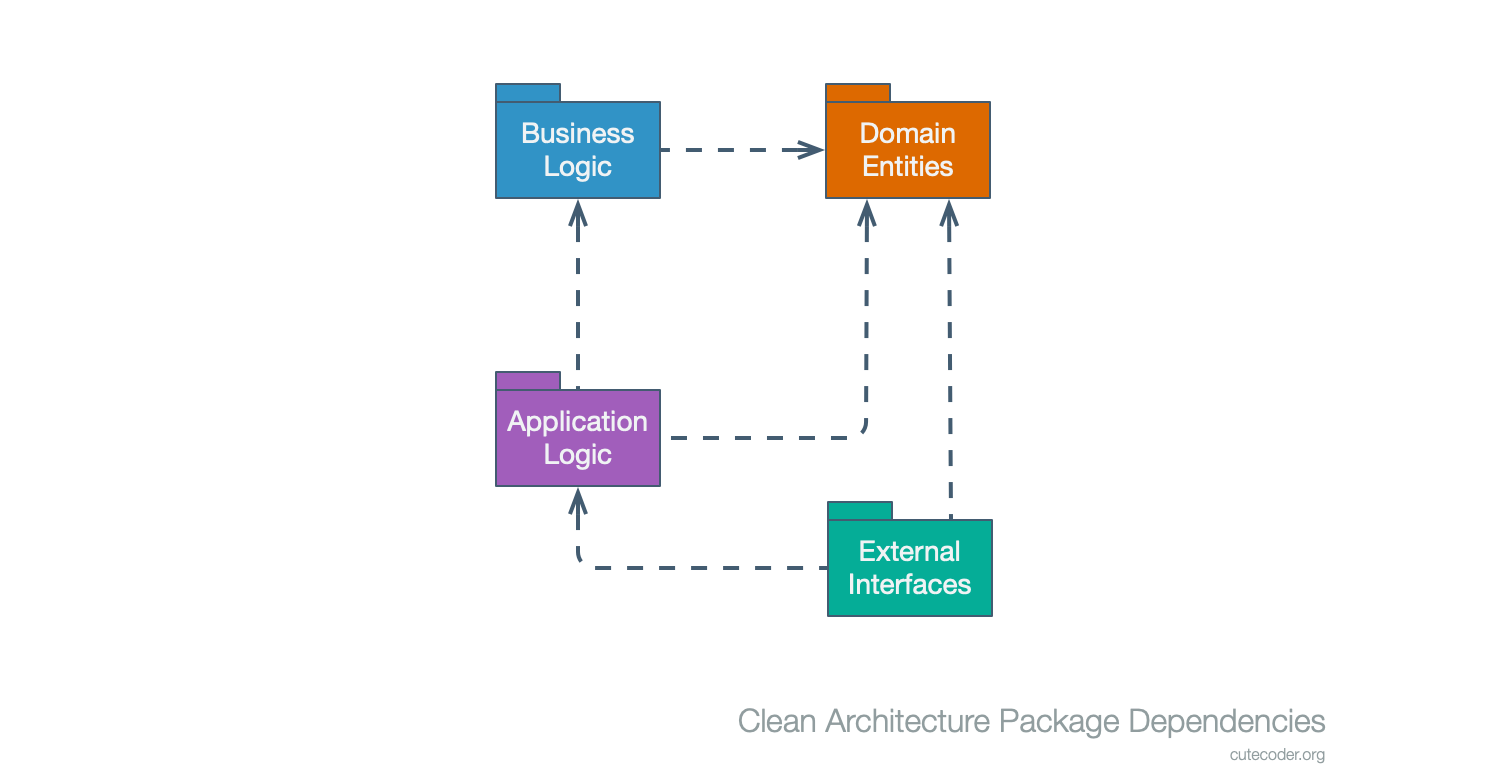 Business
Logic
Domain
Entities
Application
Logic
External
Interfaces
Clean Architecture Package Dependencies
cutecoder.org